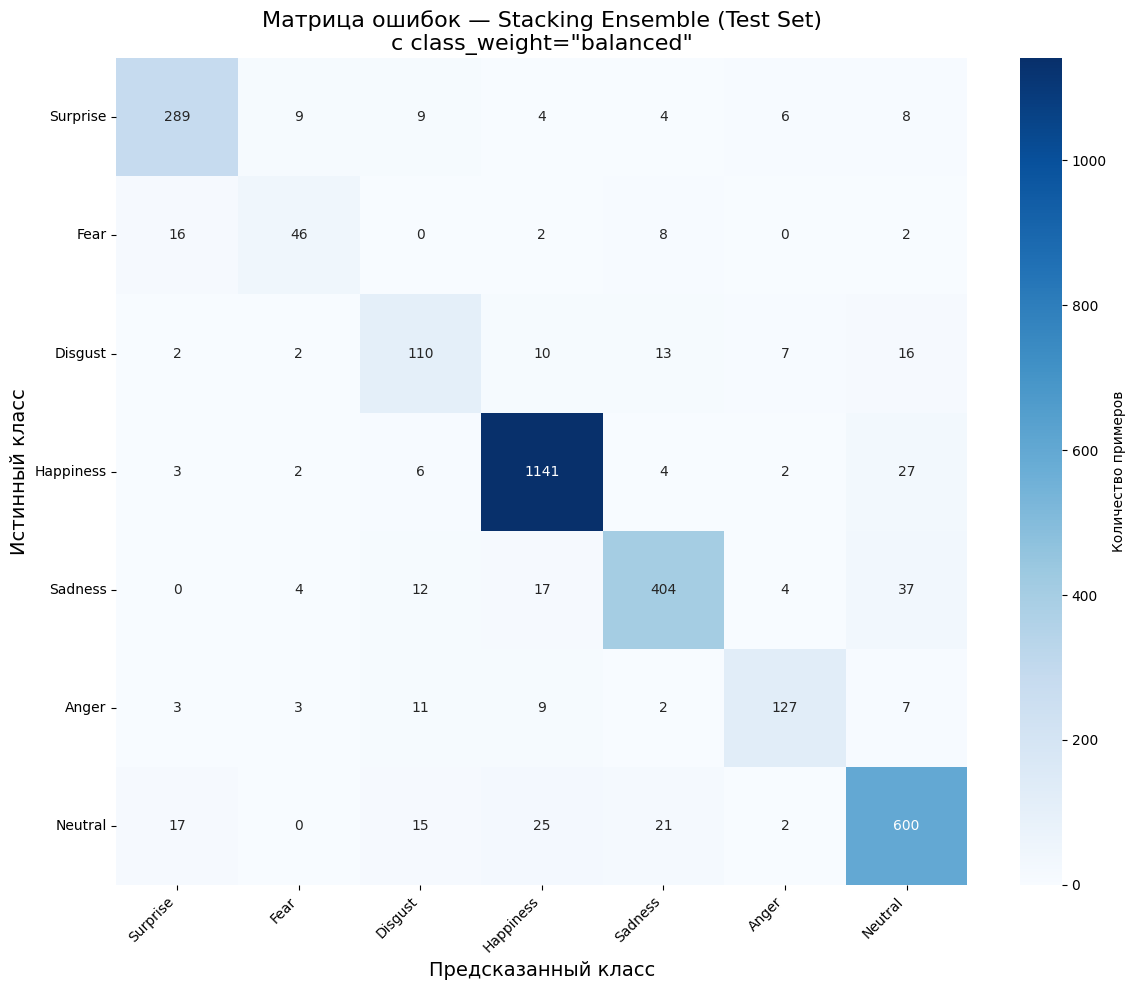 Матрица ошибок — Stacking Ensemble (Test Set)
с class_weight="balanced"
Истинный класс
Surprise 289 9 9 4 4 6 8
Fear 16 46 0 2 8 0 2
Disgust 2 2 110 10 13 7 16
Happiness 3 2 6 1141 4 2 27
Sadness 0 4 12 17 404 4 37
Anger 3 3 11 9 2 127 7
Neutral 17 0 15 25 21 2 600
Surprise Fear Disgust Happiness Sadness Anger Neutral
Предсказанный класс
1000
800
600
400
200
0
Количество примеров